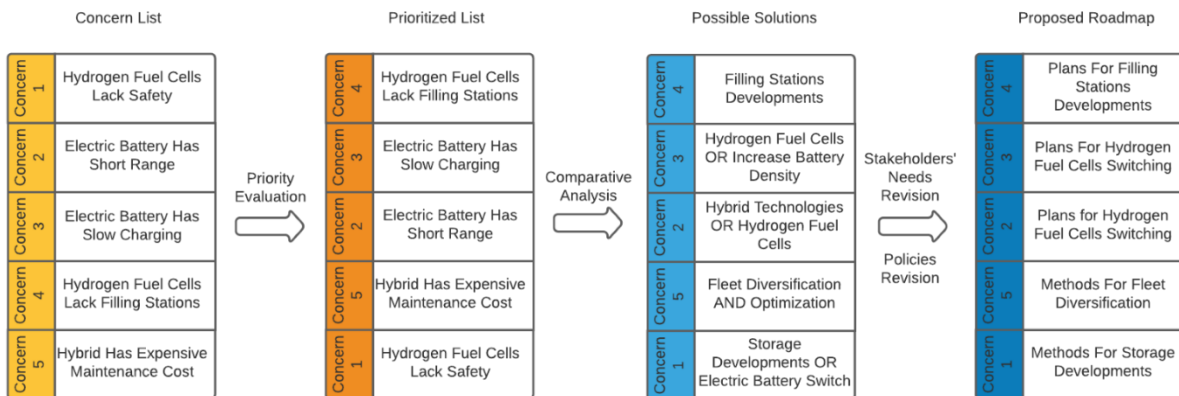 Concern List
Concern 1
Hydrogen Fuel Cells
Lack Safety
Concern 2
Electric Battery Has
Short Range
Concern 3
Electric Battery Has
Slow Charging
Concern 4
Hydrogen Fuel Cells
Lack Filling Stations
Concern 5
Hybrid Has Expensive
Maintenance Cost
Priority
Evaluation
Prioritized List
Concern 4
Hydrogen Fuel Cells
Lack Filling Stations
Concern 3
Electric Battery Has
Slow Charging
Concern 2
Electric Battery Has
Short Range
Concern 5
Hybrid Has Expensive
Maintenance Cost
Concern 1
Hydrogen Fuel Cells
Lack Safety
Comparative
Analysis
Possible Solutions
Concern 4
Filling Stations
Developments
Concern 3
Hydrogen Fuel Cells
OR Increase Battery
Density
Concern 2
Hybrid Technologies
OR Hydrogen Fuel
Cells
Concern 5
Fleet Diversification
AND Optimization
Concern 1
Storage
Developments OR
Electric Battery Switch
Stakeholders'
Needs
Revision
Policies
Revision
Proposed Roadmap
Concern 4
Plans For Filling
Stations
Developments
Concern 3
Plans For Hydrogen
Fuel Cells Switching
Concern 2
Plans for Hydrogen
Fuel Cells Switching
Concern 5
Methods For Fleet
Diversification
Concern 1
Methods For Storage
Developments